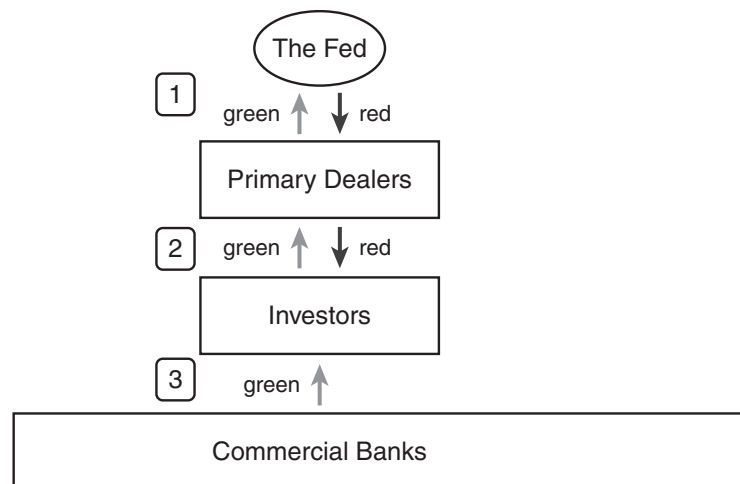 The Fed
1
green
red
Primary Dealers
2
green
red
Investors
3
green
Commercial Banks